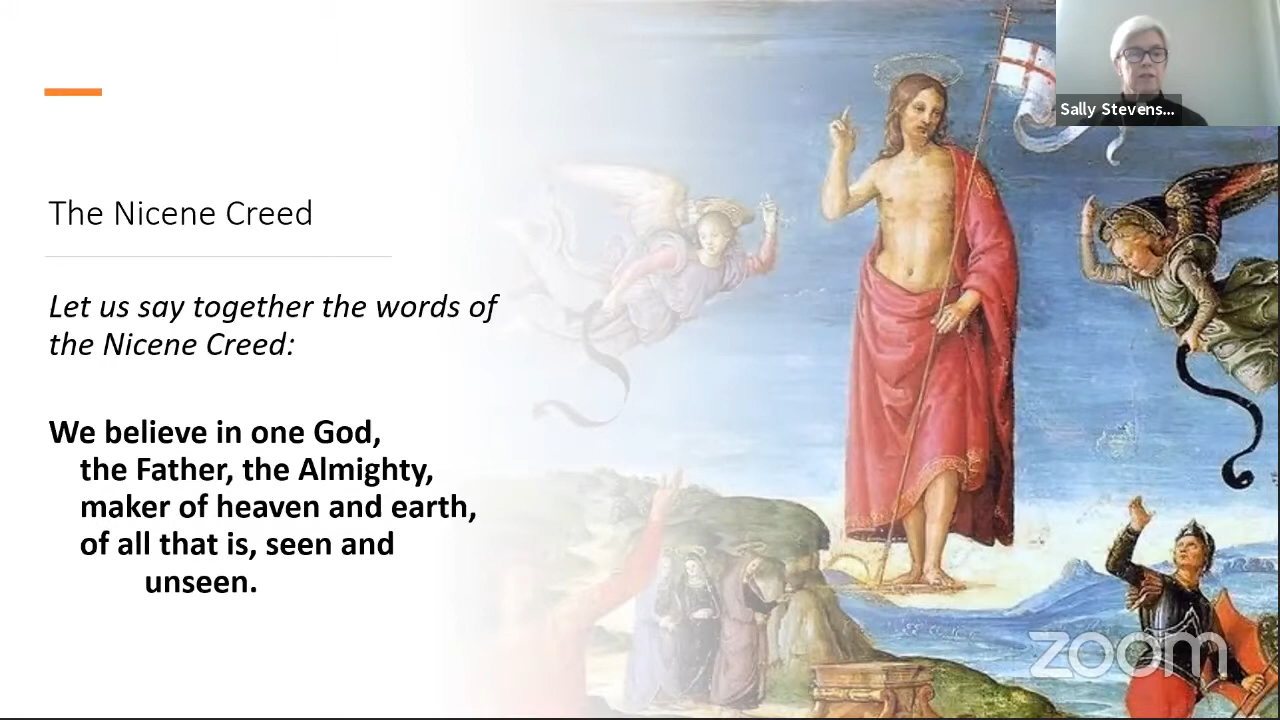 Sally Stevens...
The Nicene Creed
Let us say together the words of
the Nicene Creed:
We believe in one God,
the Father, the Almighty,
maker of heaven and earth,
of all that is, seen and
unseen.
zoom